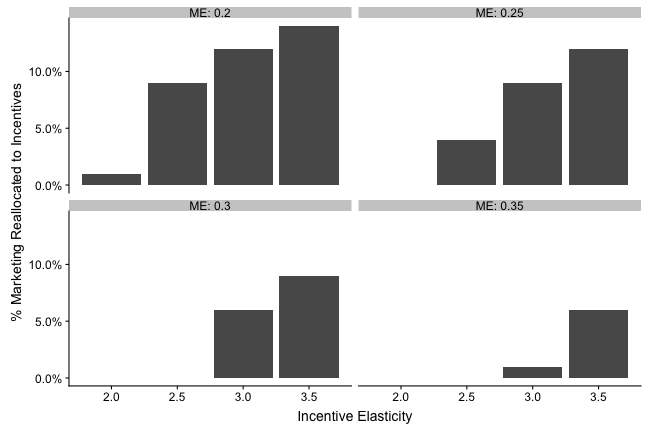 ME: 0.2
ME: 0.25
10.0%
5.0%
0.0%
ME: 0.3
ME: 0.35
10.0%
5.0%
0.0%
% Marketing Reallocated to Incentives
2.0 2.5 3.0 3.5
2.0 2.5 3.0 3.5
Incentive Elasticity